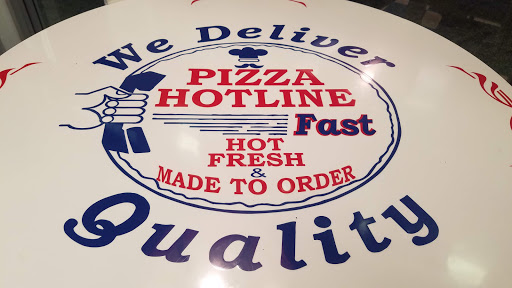 We Deliver
PIZZA
HOTLINE
Fast
HOT
FRESH
&
MADE TO ORDER
Quality